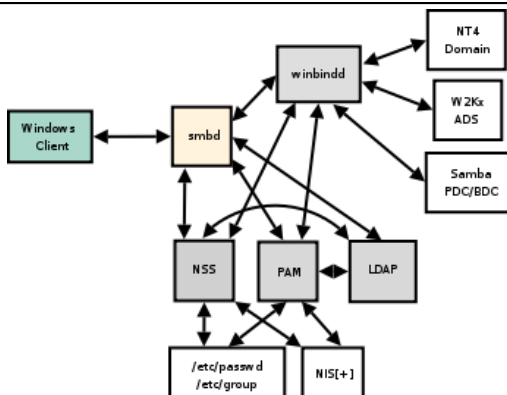 NT4
Domain
winbindd
W2Kx
ADS
Windows
Client
smbd
Samba
PDC/BDC
NSS
PAM
LDAP
/etc/passwd
/etc/group
NIS[+]